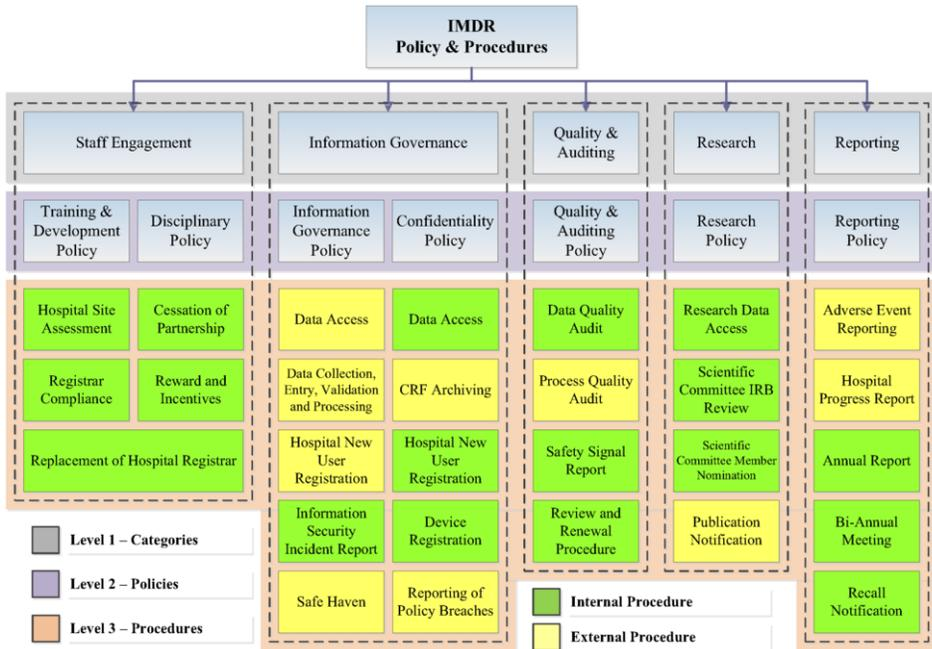 IMDR
Policy & Procedures
Staff Engagement
Information Governance
Quality &
Auditing
Research
Reporting
Training &
Development
Policy
Disciplinary
Policy
Information
Governance
Policy
Confidentiality
Policy
Quality &
Auditing
Policy
Research
Policy
Reporting
Policy
Hospital Site
Assessment
Cessation of
Partnership
Data Access
Data Access
Data Quality
Audit
Research Data
Access
Adverse Event
Reporting
Registrar
Compliance
Reward and
Incentives
Data Collection,
Entry, Validation
and Processing
CRF Archiving
Process Quality
Audit
Scientific
Committee IRB
Review
Hospital
Progress Report
Replacement of Hospital Registrar
Hospital New
User
Registration
Hospital New
User
Registration
Safety Signal
Report
Scientific
Committee Member
Nomination
Annual Report
Information
Security
Incident Report
Device
Registration
Review and
Renewal
Procedure
Publication
Notification
Bi-Annual
Meeting
Safe Haven
Reporting of
Policy Breaches
Recall
Notification
Level 1 – Categories
Level 2 – Policies
Level 3 – Procedures
Internal Procedure
External Procedure